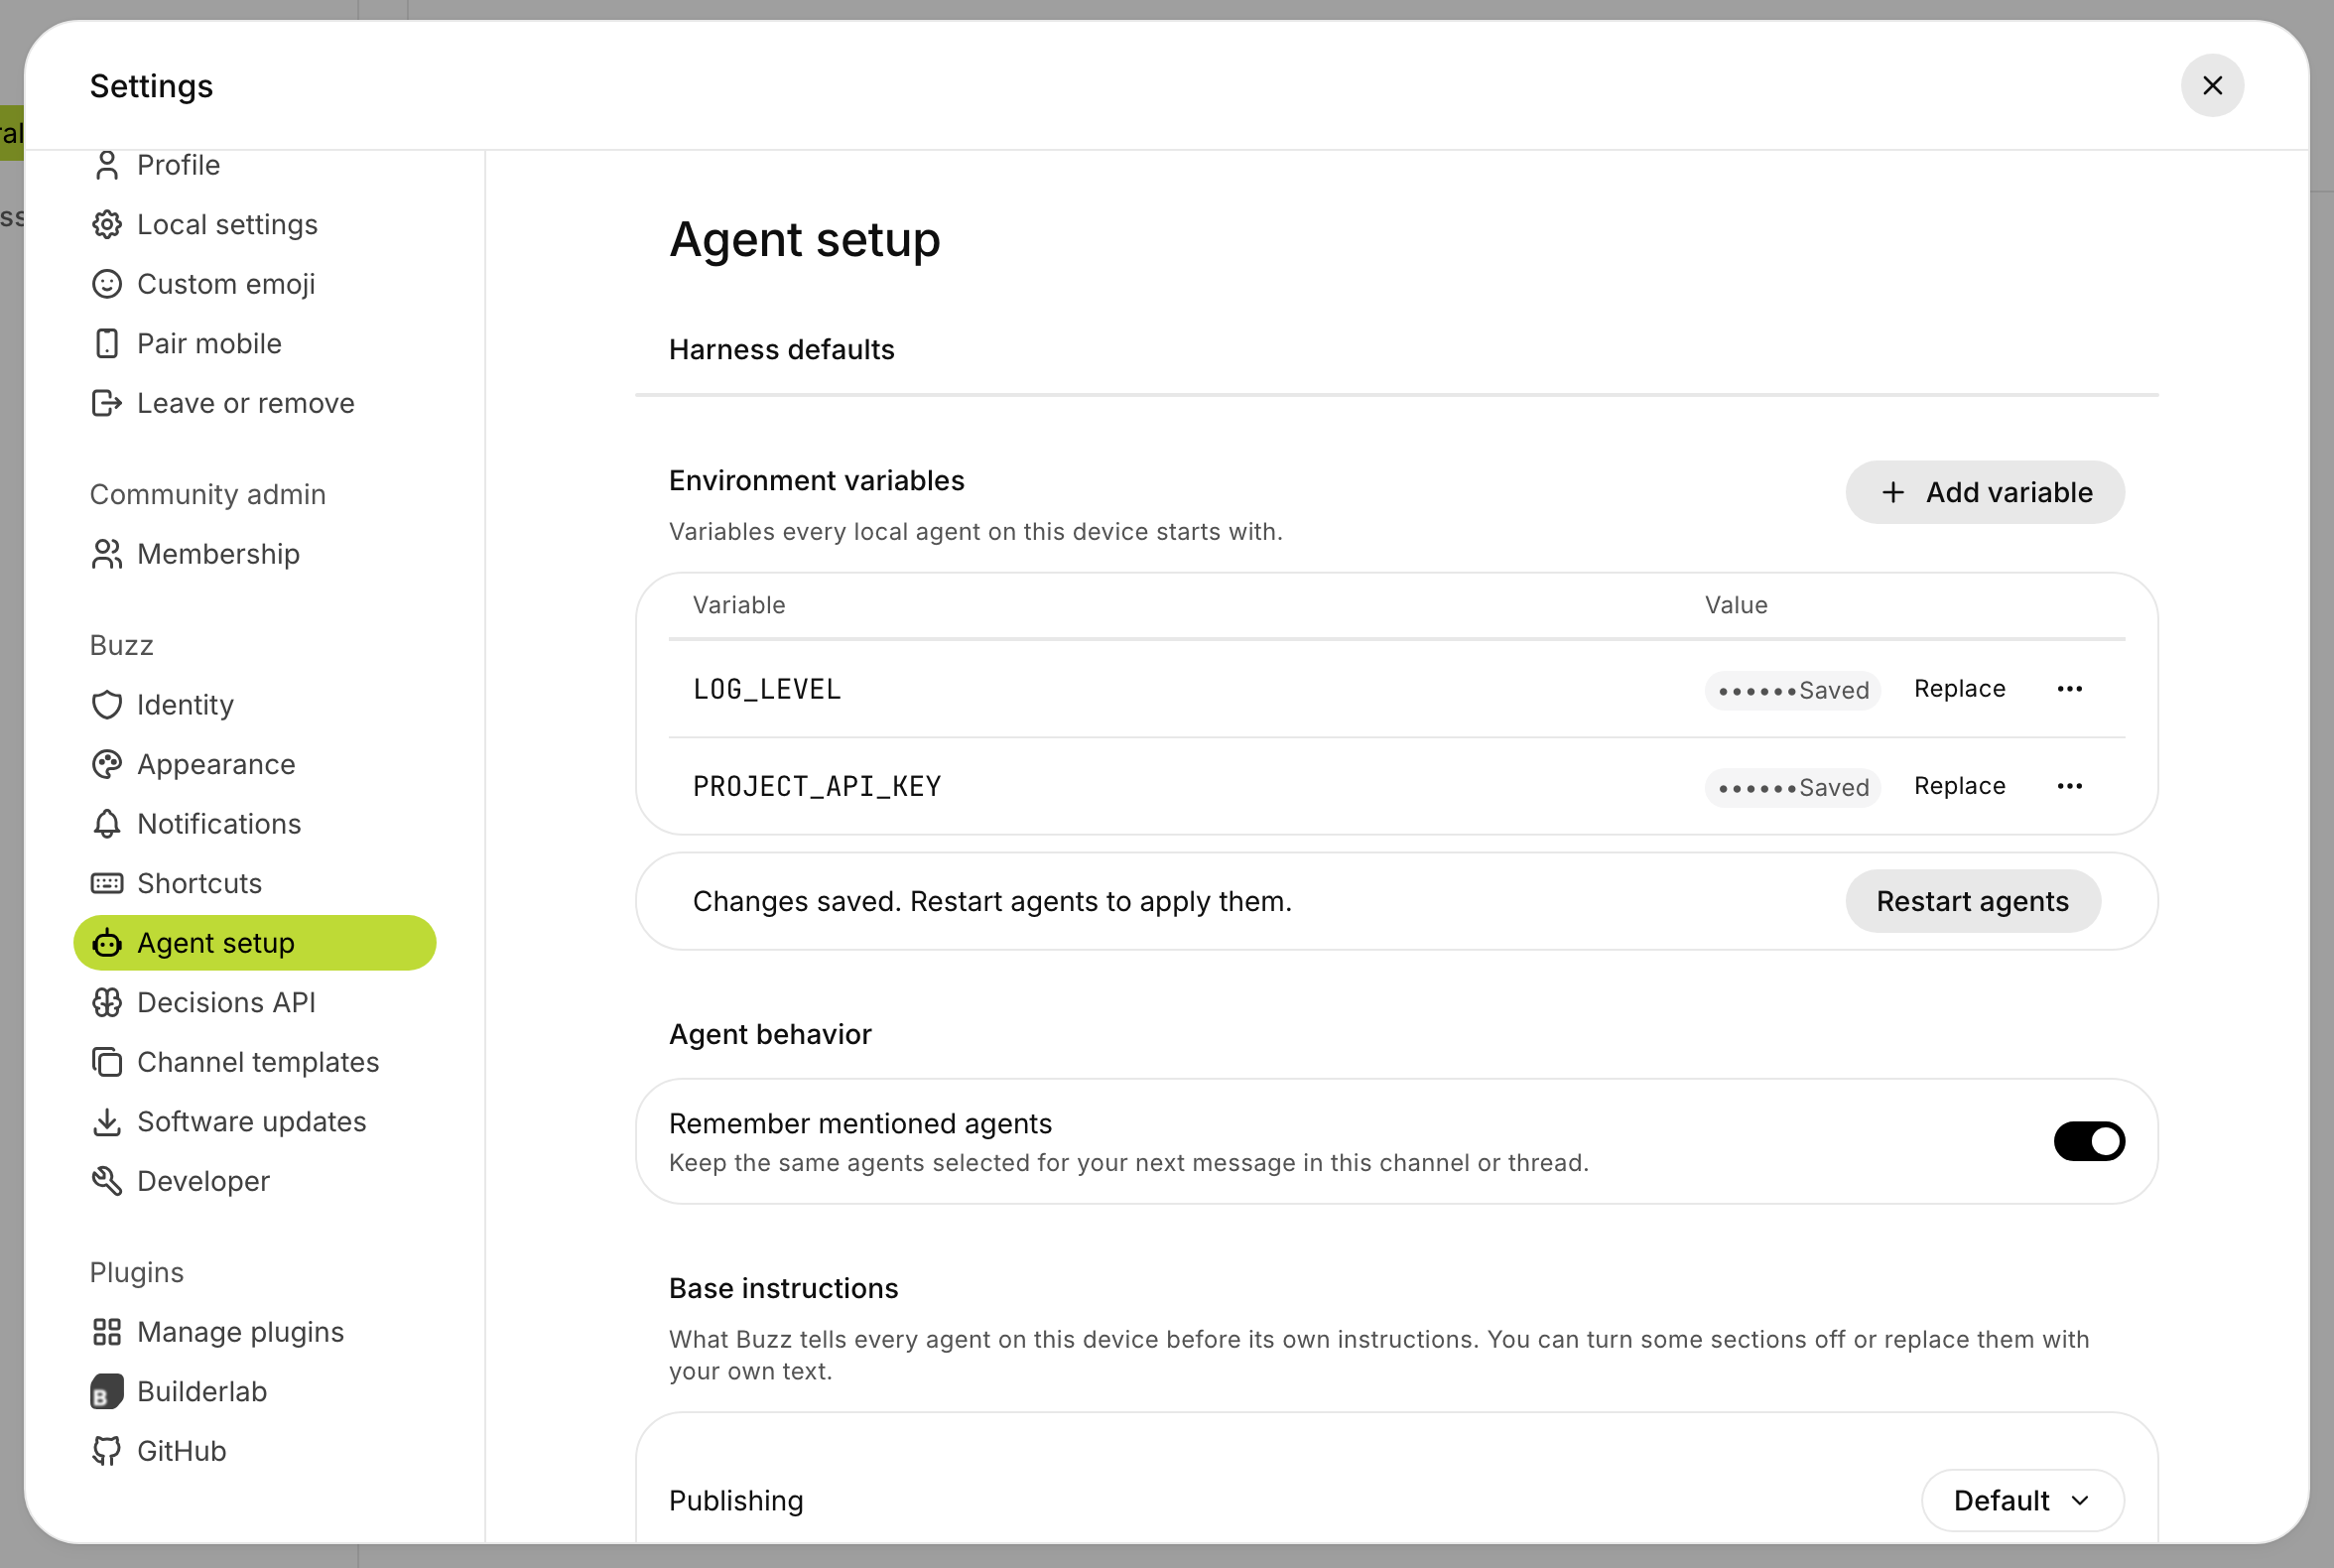 Settings
Profile
Local settings
Custom emoji
Pair mobile
Leave or remove
Community admin
Membership
Buzz
Identity
Appearance
Notifications
Shortcuts
Agent setup
Decisions API
Channel templates
Software updates
Developer
Plugins
Manage plugins
Builderlab
GitHub
Agent setup
Harness defaults
Environment variables
Add variable
Variables every local agent on this device starts with.
Variable Value
LOG_LEVEL ••••••Saved Replace
PROJECT_API_KEY ••••••Saved Replace
Changes saved. Restart agents to apply them. Restart agents
Agent behavior
Remember mentioned agents
Keep the same agents selected for your next message in this channel or thread.
Base instructions
What Buzz tells every agent on this device before its own instructions. You can turn some sections off or replace them with
your own text.
Publishing Default